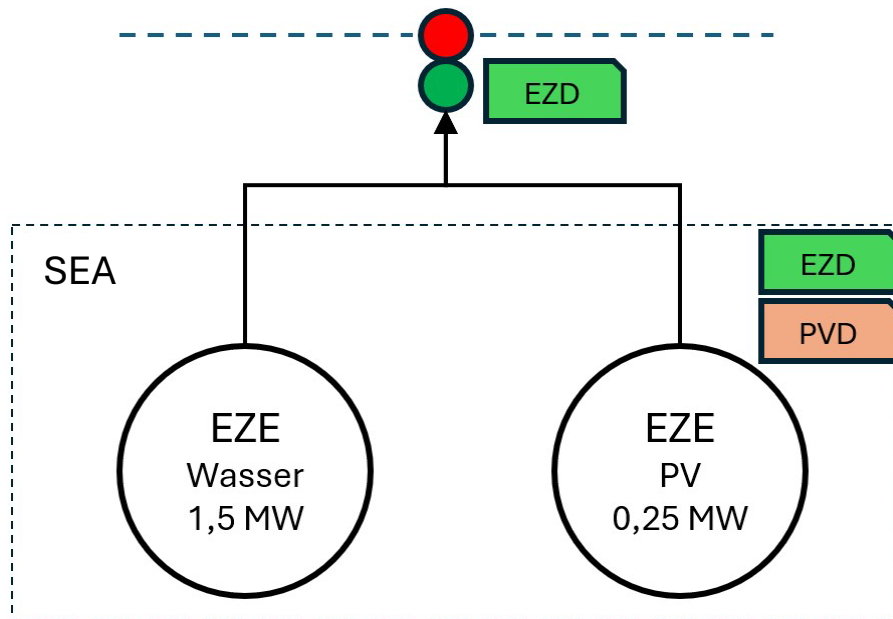 EZD
SEA
EZD
PVD
EZE
Wasser
1,5 MW
EZE
PV
0,25 MW